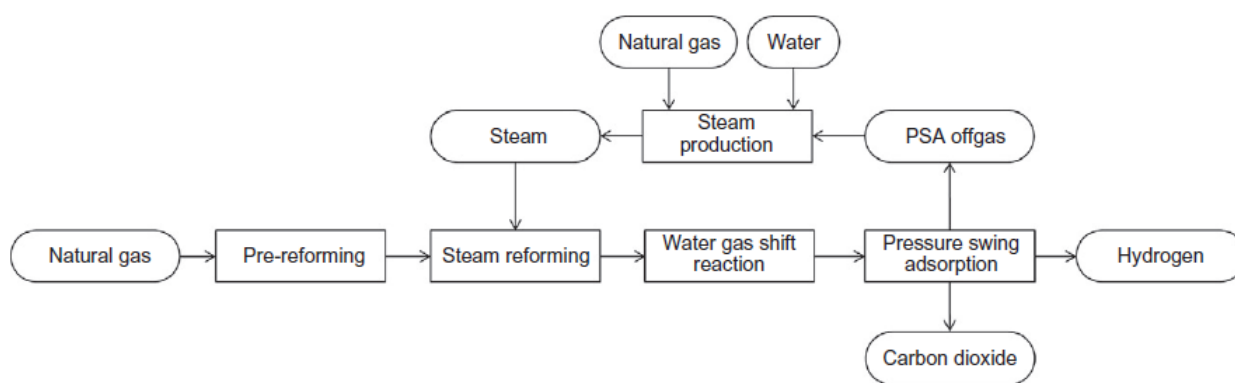 Natural gas
Water
Steam
Steam
production
PSA offgas
Natural gas
Pre-reforming
Steam reforming
Water gas shift
reaction
Pressure swing
adsorption
Hydrogen
Carbon dioxide